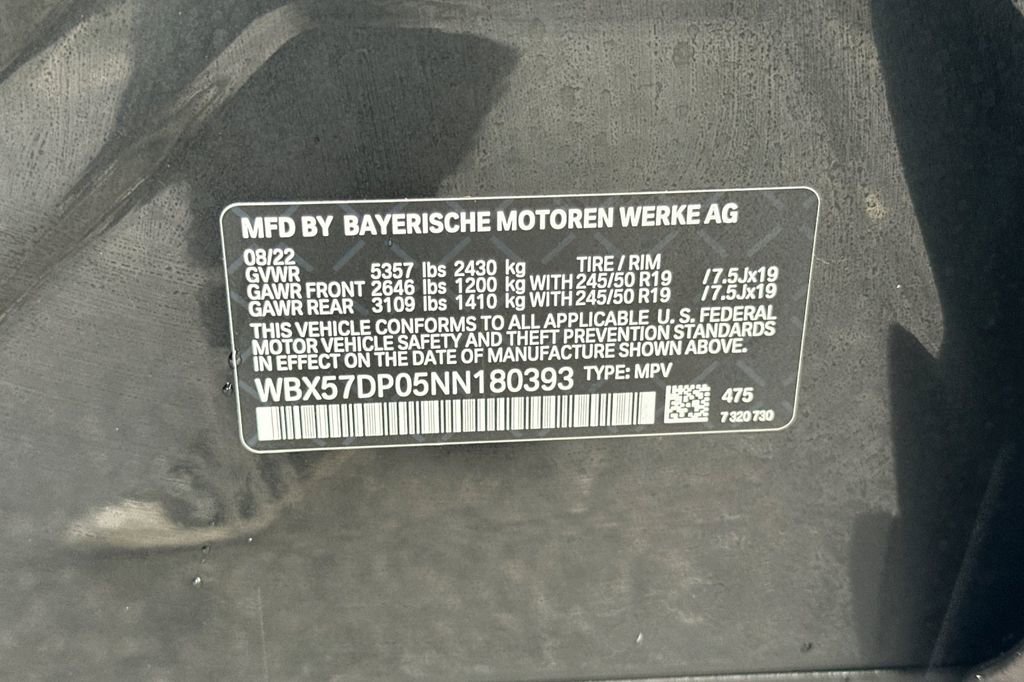 MFD BY BAYERISCHE MOTOREN WERKE AG
08/22 TIRE / RIM
GVWR 5357 lbs 2430 kg
GAWR FRONT 2646 lbs 1200 kg WITH 245/50 R19 /7.5Jx19
GAWR REAR 3109 lbs 1410 kg WITH 245/50 R19 /7.5Jx19
THIS VEHICLE CONFORMS TO ALL APPLICABLE U. S. FEDERAL
MOTOR VEHICLE SAFETY AND THEFT PREVENTION STANDARDS
IN EFFECT ON THE DATE OF MANUFACTURE SHOWN ABOVE.
WBX57DP05NN180393 TYPE: MPV
475
7 320 730